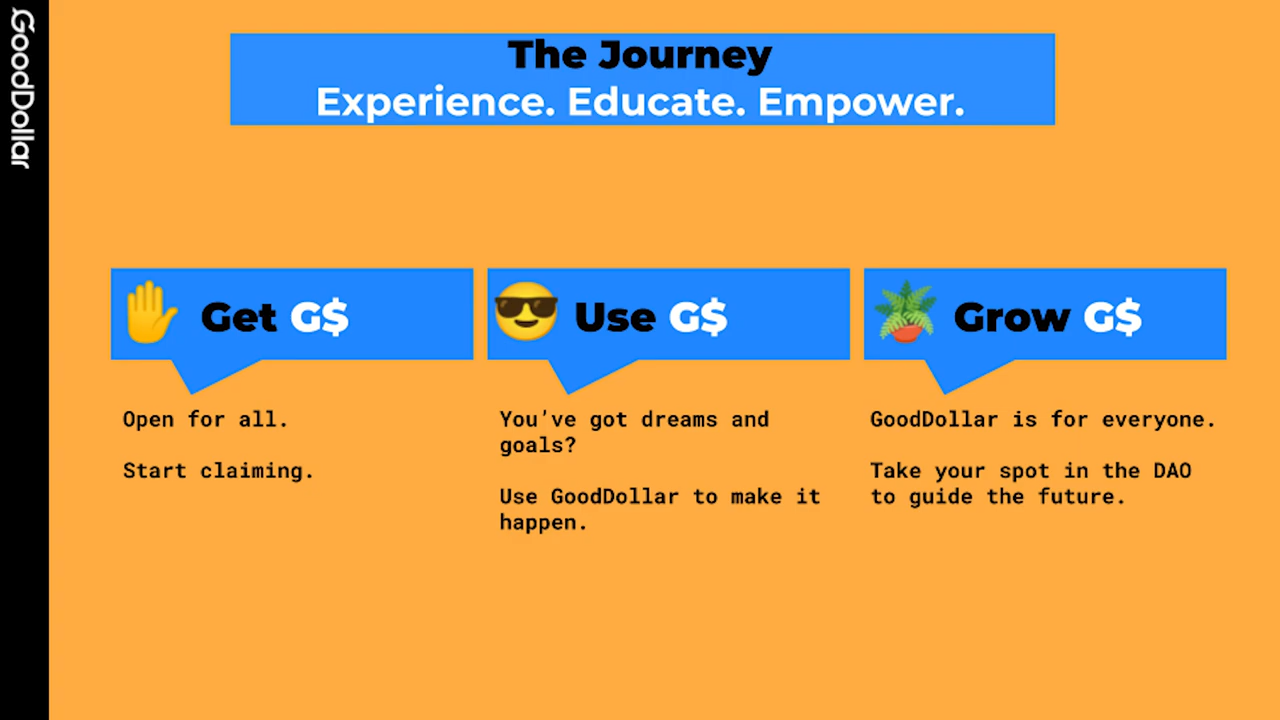 GoodDollar
The Journey
Experience. Educate. Empower.
Get G$
Open for all.
Start claiming.
Use G$
You've got dreams and
goals?
Use GoodDollar to make it
happen.
Grow G$
GoodDollar is for everyone.
Take your spot in the DAO
to guide the future.